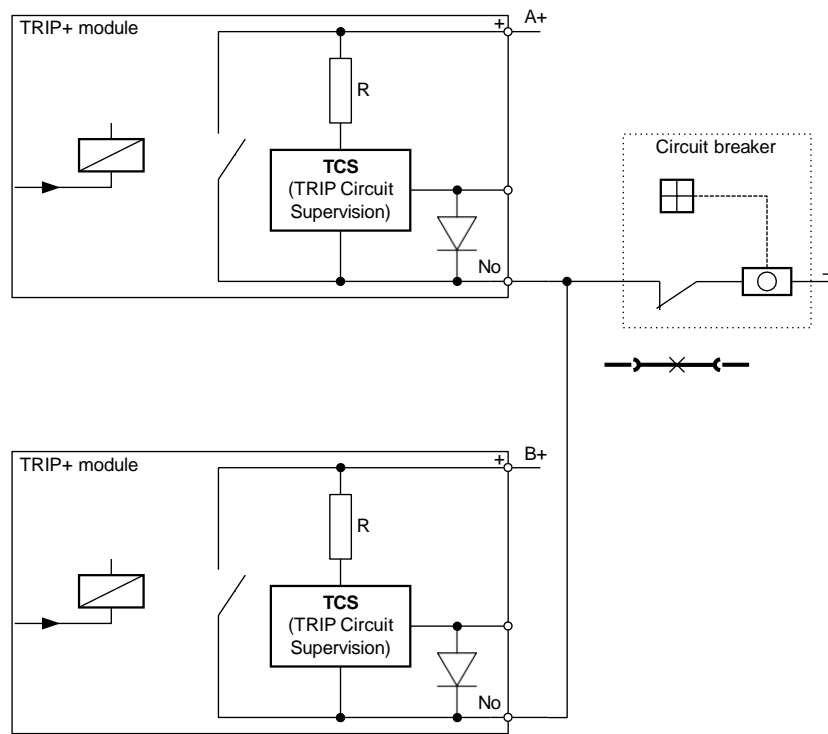 TRIP+ module
+
A+
R
TCS
(TRIP Circuit
Supervision)
No
Circuit breaker
-
TRIP+ module
+
B+
R
TCS
(TRIP Circuit
Supervision)
No